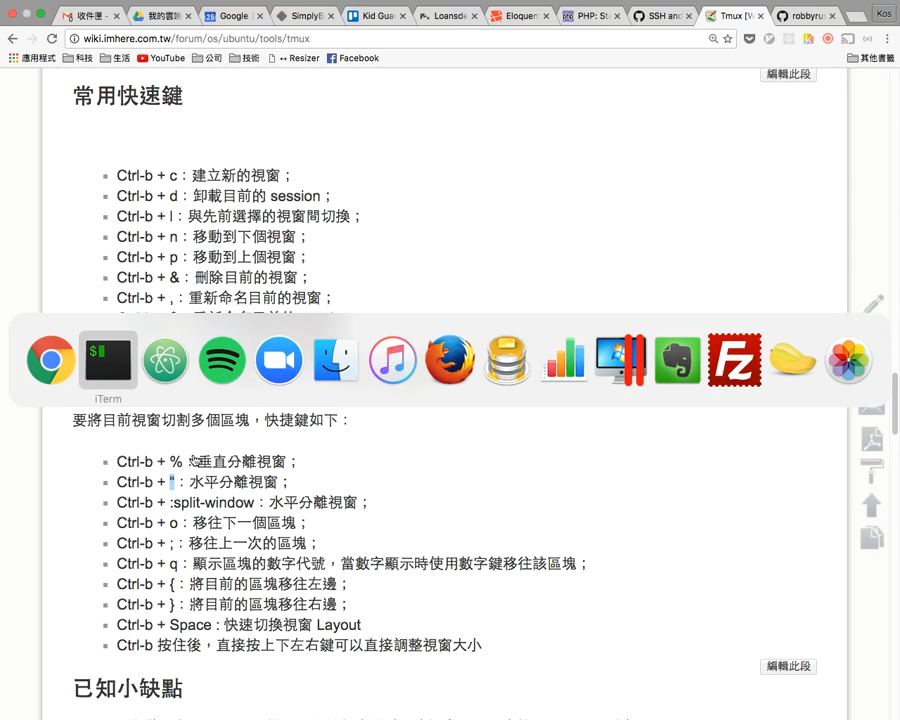 收件匣 -
我的雲端
Google
SimplyB
Kid Gua
Loansde
Eloquen
PHP: Sta
SSH and
Tmux [W
robbyru
Kos
wiki.imhere.com.tw/forum/os/ubuntu/tools/tmux
應用程式
科技
生活
YouTube
公司
技術
↔ Resizer
Facebook
其他書籤
編輯此段
常用快速鍵
Ctrl-b + c：建立新的視窗；
Ctrl-b + d：卸載目前的 session；
Ctrl-b + l：與先前選擇的視窗間切換；
Ctrl-b + n：移動到下個視窗；
Ctrl-b + p：移動到上個視窗；
Ctrl-b + &：刪除目前的視窗；
Ctrl-b + ,：重新命名目前的視窗；
$
iTerm
要將目前視窗切割多個區塊，快捷鍵如下：
Ctrl-b + %：垂直分離視窗；
Ctrl-b + “：水平分離視窗；
Ctrl-b + :split-window：水平分離視窗；
Ctrl-b + o：移往下一個區塊；
Ctrl-b + ;：移往上一次的區塊；
Ctrl-b + q：顯示區塊的數字代號，當數字顯示時使用數字鍵移往該區塊；
Ctrl-b + {：將目前的區塊移往左邊；
Ctrl-b + }：將目前的區塊移往右邊；
Ctrl-b + Space : 快速切換視窗 Layout
Ctrl-b 按住後，直接按上下左右鍵可以直接調整視窗大小
編輯此段
已知小缺點